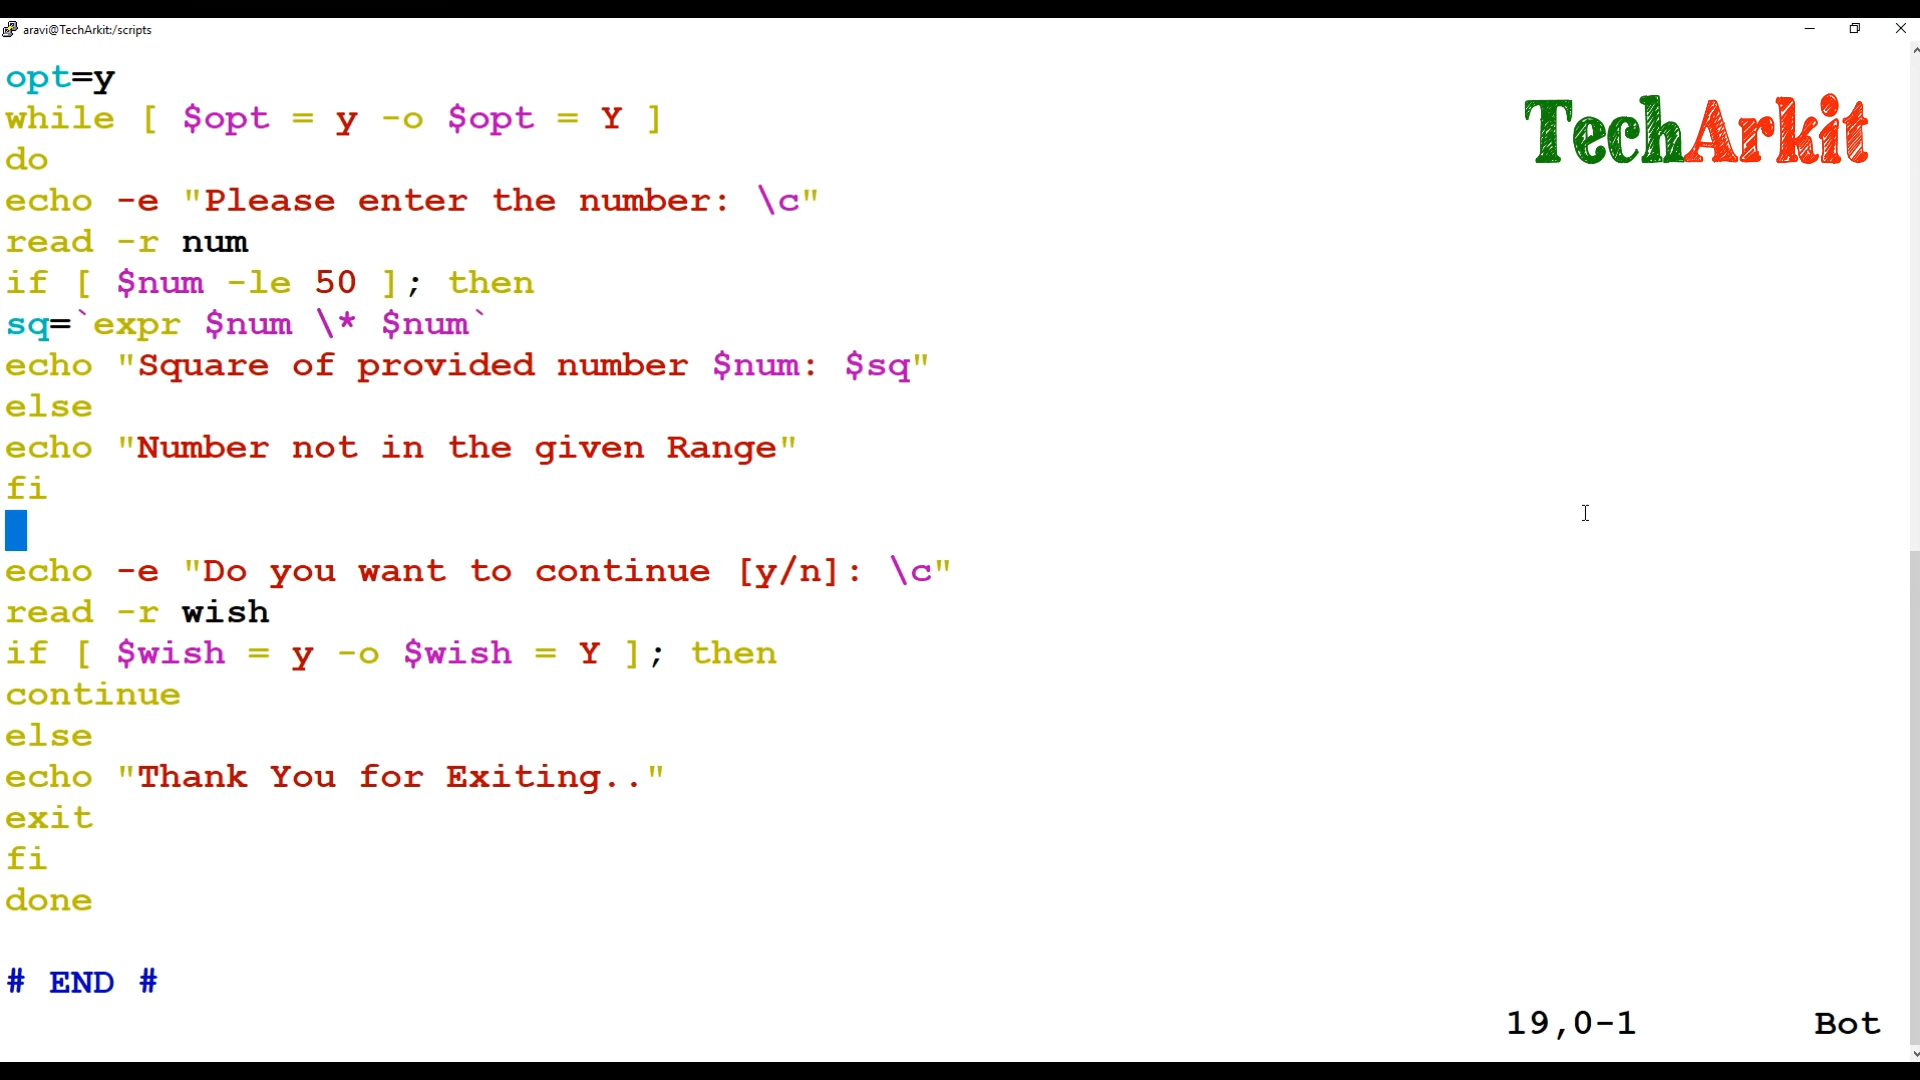 aravi@TechArkit:/scripts
opt=y
TechArkit
while [ $opt = y -o $opt = Y ]
do
echo -e "Please enter the number: \c"
read -r num
if [ $num -le 50 ]; then
sq=`expr $num \* $num`
echo "Square of provided number $num: $sq"
else
echo "Number not in the given Range"
fi
echo -e "Do you want to continue [y/n]: \c"
read -r wish
if [ $wish = y -o $wish = Y ]; then
continue
else
echo "Thank You for Exiting.."
exit
fi
done
# END #
19,0-1 Bot